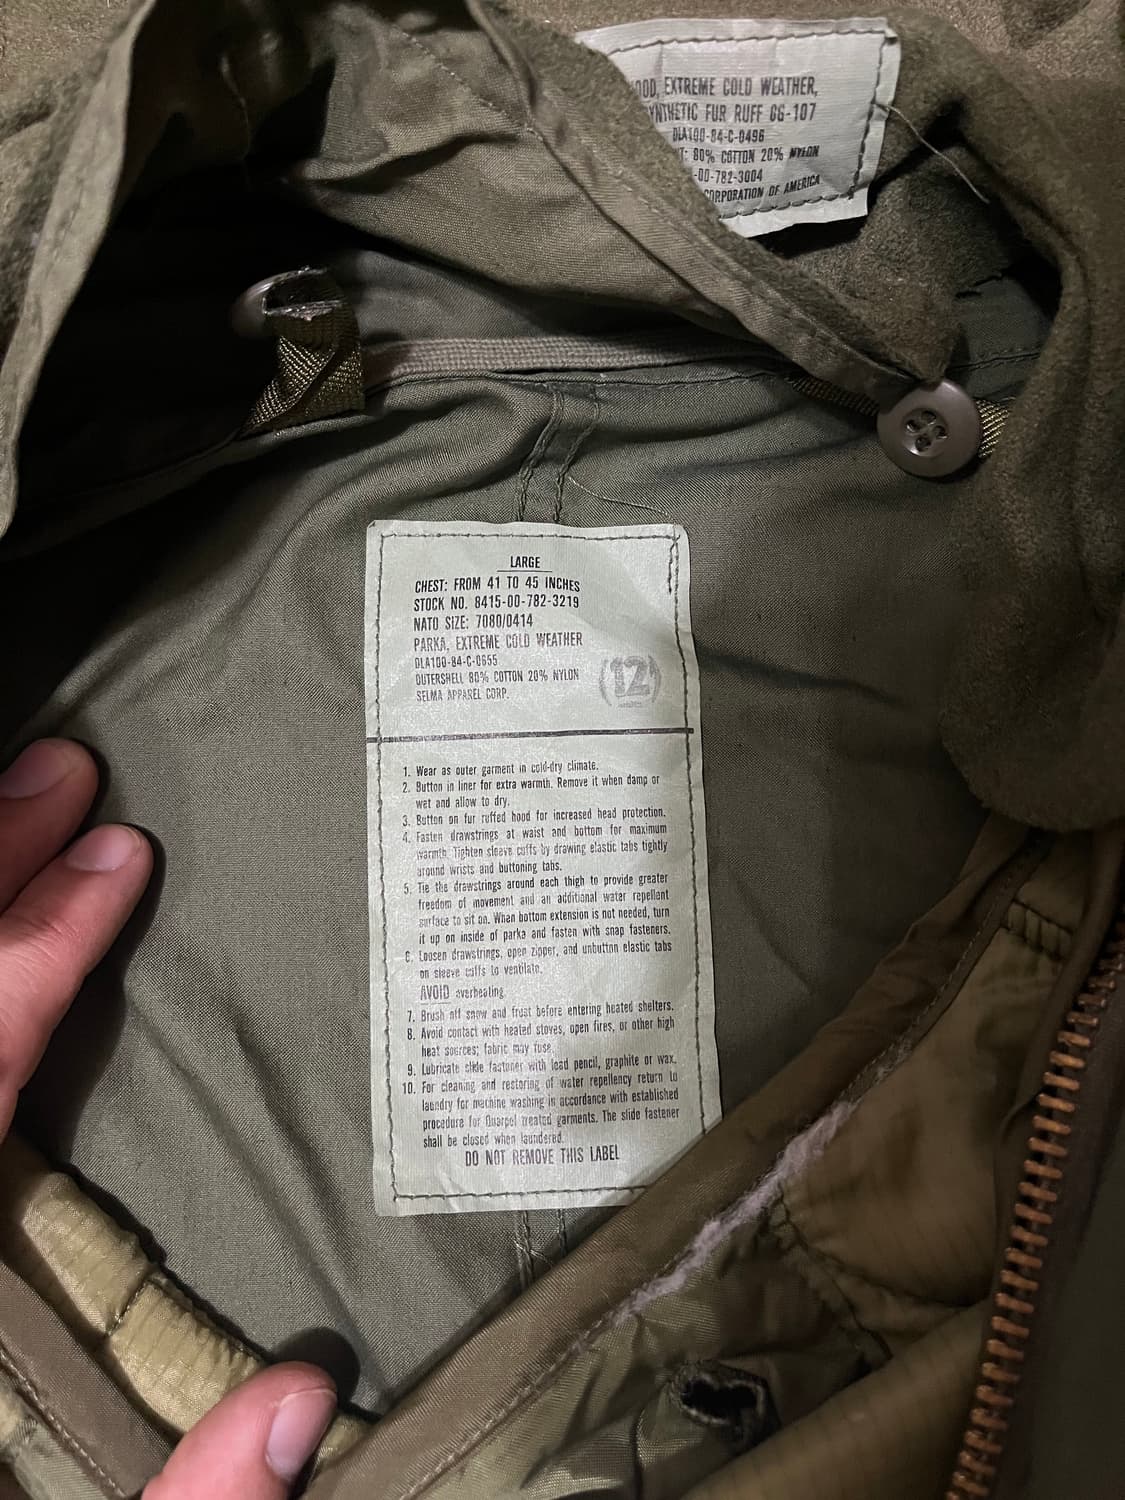 EXTREME COLD WEATHER,
SYNTHETIC FUR RUFF OG-107
DLA100-84-C-0496
80% COTTON 20% NYLON
-00-782-3004
CORPORATION OF AMERICA
LARGE
CHEST: FROM 41 TO 45 INCHES
STOCK NO. 8415-00-782-3219
NATO SIZE: 7080/0414
PARKA, EXTREME COLD WEATHER
DLA100-84-C-0655
OUTERSHELL 80% COTTON 20% NYLON
SELMA APPAREL CORP.
(12)
1. Wear as outer garment in cold-dry climate.
2. Button in liner for extra warmth. Remove it when damp or
wet and allow to dry.
3. Button on fur ruffed hood for increased head protection.
4. Fasten drawstrings at waist and bottom for maximum
warmth. Tighten sleeve cuffs by drawing elastic tabs tightly
around wrists and buttoning tabs.
5. Tie the drawstrings around each thigh to provide greater
freedom of movement and an additional water repellent
surface to sit on. When bottom extension is not needed, turn
it up on inside of parka and fasten with snap fasteners.
6. Loosen drawstrings, open zipper, and unbutton elastic tabs
on sleeve cuffs to ventilate.
AVOID overheating.
7. Brush off snow and frost before entering heated shelters.
8. Avoid contact with heated stoves, open fires, or other high
heat sources; fabric may fuse.
9. Lubricate slide fastener with lead pencil, graphite or wax.
10. For cleaning and restoring of water repellency return to
laundry for machine washing in accordance with established
procedure for Quarpel treated garments. The slide fastener
shall be closed when laundered.
DO NOT REMOVE THIS LABEL